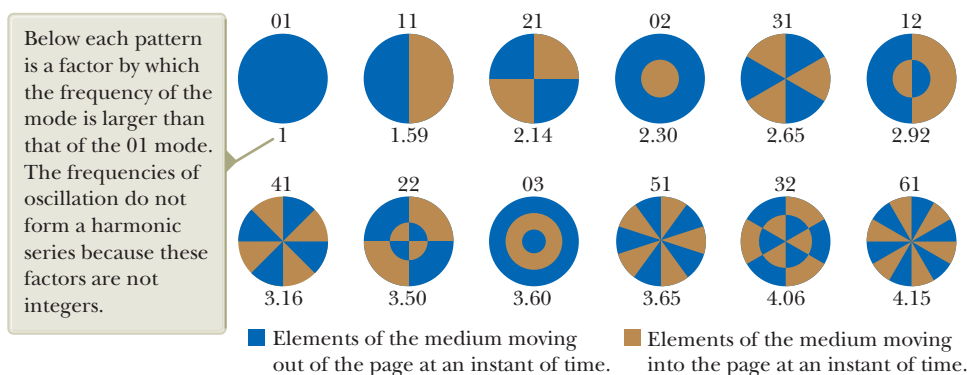 Below each pattern
is a factor by which
the frequency of the
mode is larger than
that of the 01 mode.
The frequencies of
oscillation do not
form a harmonic
series because these
factors are not
integers.
01 11 21 02 31 12
1 1.59 2.14 2.30 2.65 2.92
41 22 03 51 32 61
3.16 3.50 3.60 3.65 4.06 4.15
Elements of the medium moving
out of the page at an instant of time.
Elements of the medium moving
into the page at an instant of time.